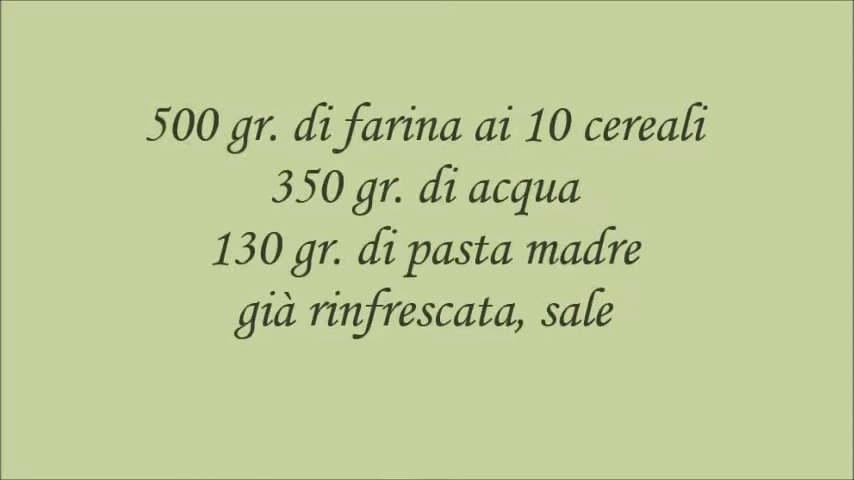 500 gr. di farina ai 10 cereali
350 gr. di acqua
130 gr. di pasta madre
già rinfrescata, sale